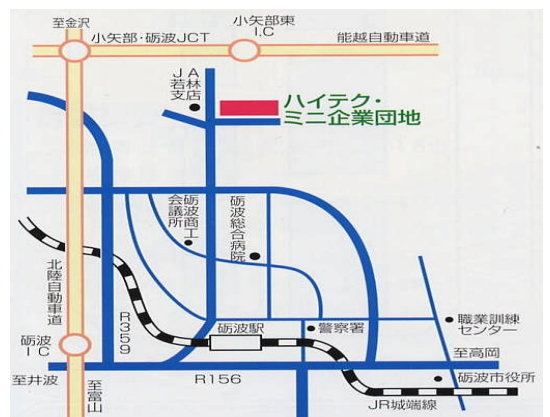 至金沢
小矢部・砺波JCT
小矢部東
I.C
能越自動車道
JA
若林
支店
ハイテク・
ミニ企業団地
砺波商工
会議所
砺波総合病院
北陸自動車道
R359
砺波
IC
砺波駅
警察署
職業訓練
センター
至高岡
至井波
至富山
R156
砺波市役所
JR城端線